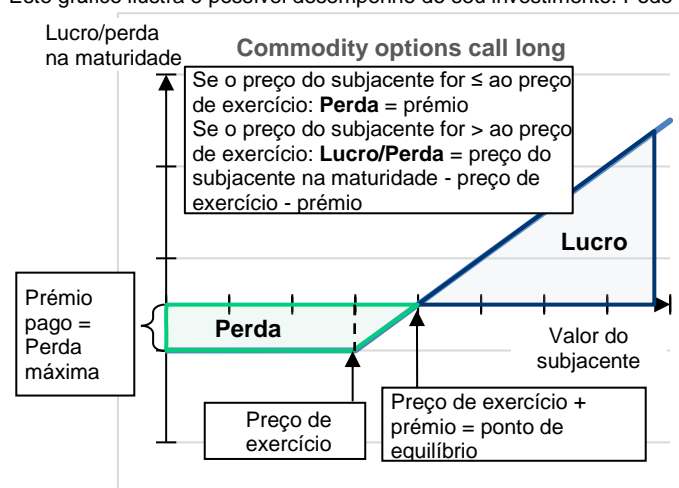 Este gráfico ilustra o possível desempenho do seu investimento. Pode
Lucro/perda
na maturidade
Commodity options call long
Se o preço do subjacente for ≤ ao preço
de exercício: Perda = prémio
Se o preço do subjacente for > ao preço
de exercício: Lucro/Perda = preço do
subjacente na maturidade - preço de
exercício - prémio
Lucro
Prémio
pago =
Perda
máxima
Perda
Valor do
subjacente
Preço de
exercício
Preço de exercício +
prémio = ponto de
equilíbrio